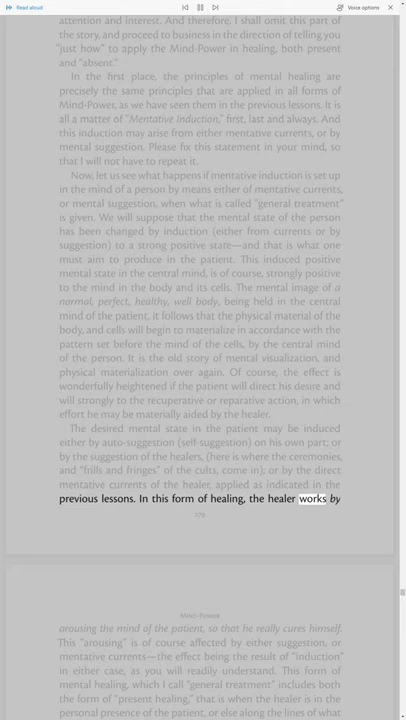 Read aloud
Voice options
attention and interest. And therefore, I shall omit this part of
the story, and proceed to business in the direction of telling you
"just how" to apply the Mind-Power in healing, both present
and "absent."
In the first place, the principles of mental healing are
precisely the same principles that are applied in all forms of
Mind-Power, as we have seen them in the previous lessons. It is
all a matter of "Mentative Induction," first, last and always. And
this induction may arise from either mentative currents, or by
mental suggestion. Please fix this statement in your mind, so
that I will not have to repeat it.
Now, let us see what happens if mentative induction is set up
in the mind of a person by means either of mentative currents,
or mental suggestion, when what is called "general treatment"
is given. We will suppose that the mental state of the person
has been changed by induction (either from currents or by
suggestion) to a strong positive state—and that is what one
must aim to produce in the patient. This induced positive
mental state in the central mind, is of course, strongly positive
to the mind in the body and its cells. The mental image of a
normal, perfect, healthy, well body, being held in the central
mind of the patient, it follows that the physical material of the
body, and cells will begin to materialize in accordance with the
pattern set before the mind of the cells, by the central mind
of the person. It is the old story of mental visualization, and
physical materialization over again. Of course, the effect is
wonderfully heightened if the patient will direct his desire and
will strongly to the recuperative or reparative action, in which
effort he may be materially aided by the healer.
The desired mental state in the patient may be induced
either by auto-suggestion (self-suggestion) on his own part; or
by the suggestion of the healers, (here is where the ceremonies,
and "frills and fringes" of the cults, come in); or by the direct
mentative currents of the healer, applied as indicated in the
previous lessons. In this form of healing, the healer works by
279
Mind-Power
arousing the mind of the patient, so that he really cures himself.
This "arousing" is of course affected by either suggestion, or
mentative currents—the effect being the result of "induction"
in either case, as you will readily understand. This form of
mental healing, which I call "general treatment" includes both
the form of "present healing," that is when the healer is in the
personal presence of the patient, or else along the lines of what